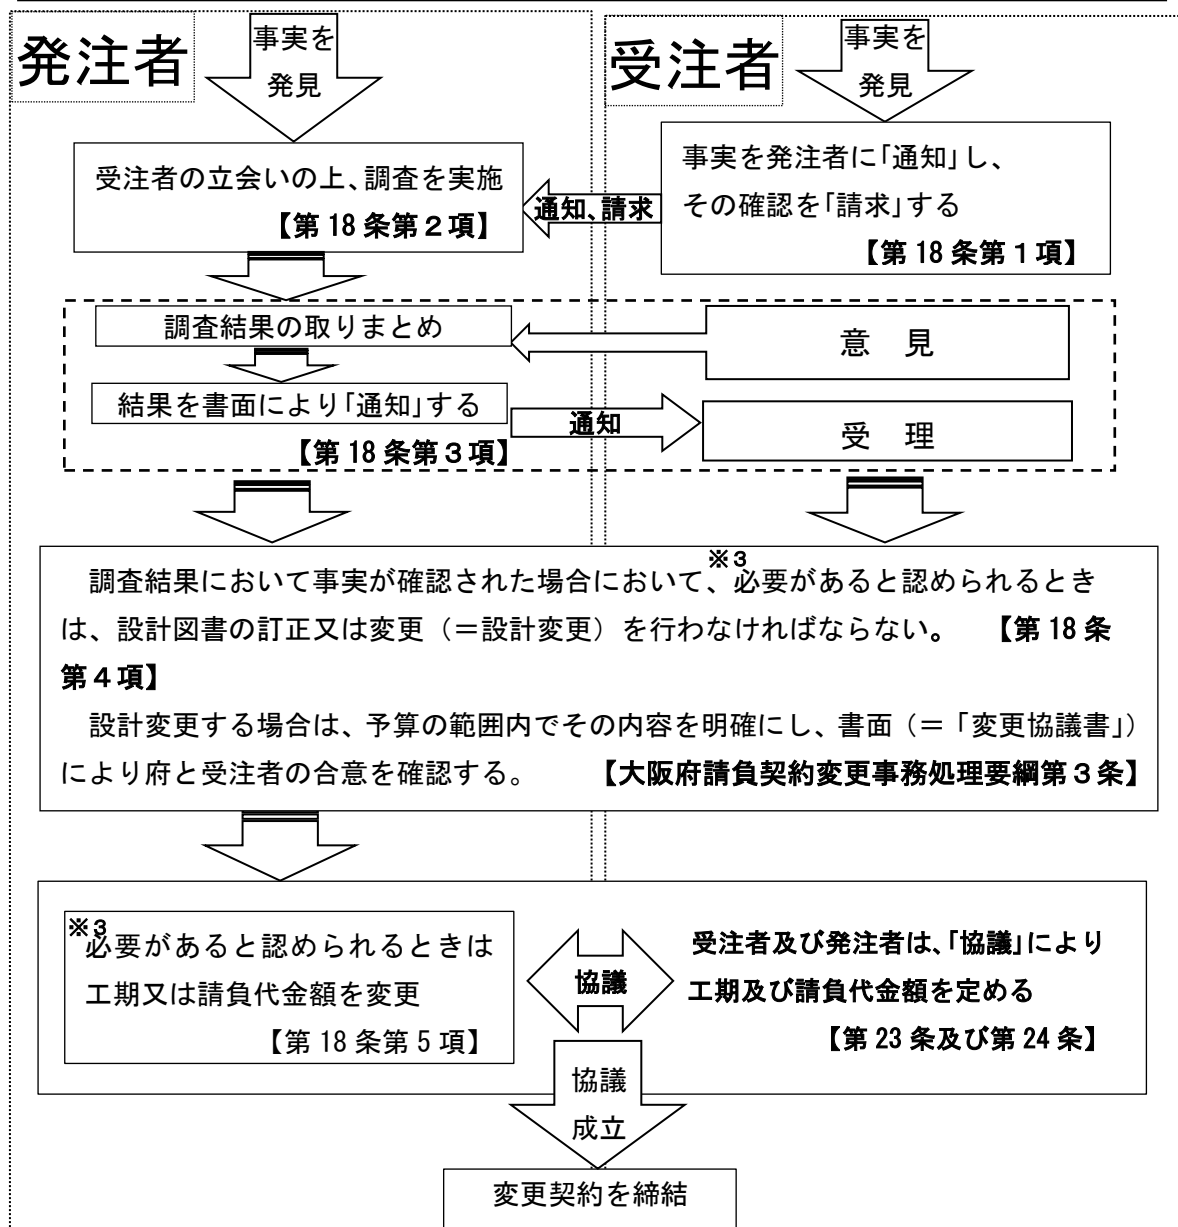 発注者
事実を
発見
受注者
事実を
発見
受注者の立会いの上、調査を実施
【第 18 条第２項】
通知、請求
事実を発注者に「通知」し、
その確認を「請求」する
【第 18 条第１項】
調査結果の取りまとめ
意　見
結果を書面により「通知」する
【第 18 条第３項】
通知
受　理
※３
調査結果において事実が確認された場合において、必要があると認められるとき
は、設計図書の訂正又は変更（＝設計変更）を行わなければならない。　【第 18 条
第４項】
設計変更する場合は、予算の範囲内でその内容を明確にし、書面（＝「変更協議書」）
により府と受注者の合意を確認する。　【大阪府請負契約変更事務処理要綱第３条】
※３
必要があると認められるときは
工期又は請負代金額を変更
【第 18 条第５項】
協議
受注者及び発注者は、「協議」により
工期及び請負代金額を定める
【第 23 条及び第 24 条】
協議
成立
変更契約を締結